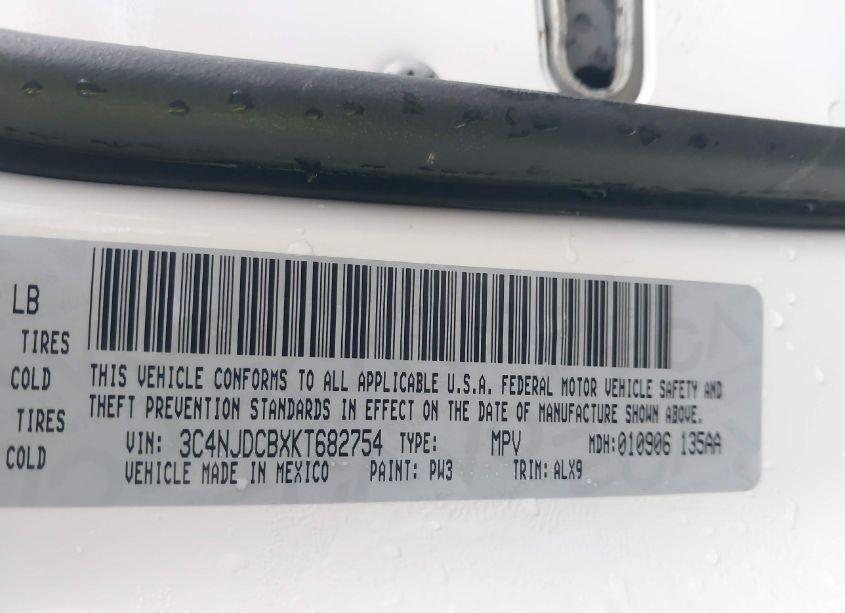 LB
TIRES
COLD
TIRES
COLD
THIS VEHICLE CONFORMS TO ALL APPLICABLE U.S.A. FEDERAL MOTOR VEHICLE SAFETY AND
THEFT PREVENTION STANDARDS IN EFFECT ON THE DATE OF MANUFACTURE SHOWN ABOVE.
VIN: 3C4NJDCBXKT682754 TYPE: MPV MDH:010906 135AA
VEHICLE MADE IN MEXICO PAINT: PW3 TRIM: ALX9